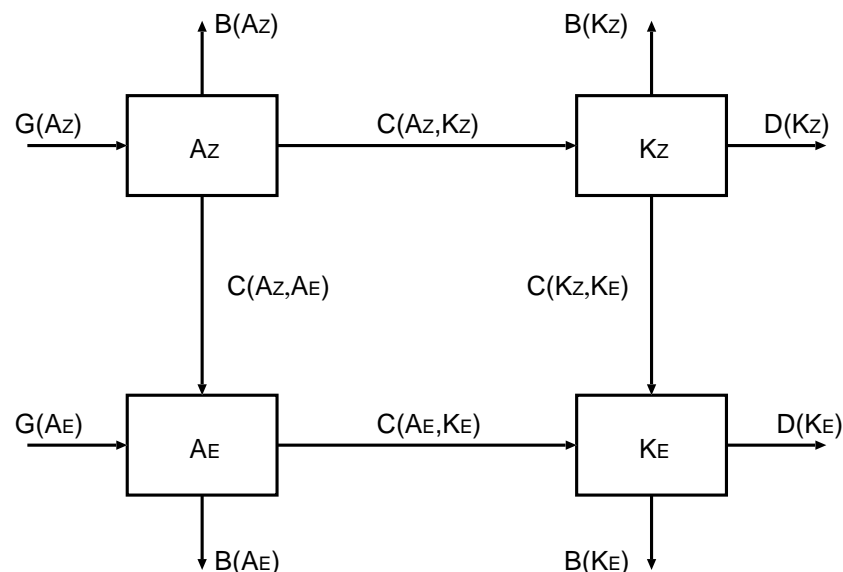 B(AZ)
B(KZ)
G(AZ)
C(AZ,KZ)
D(KZ)
AZ
KZ
C(AZ,AE)
C(KZ,KE)
G(AE)
C(AE,KE)
D(KE)
AE
KE
B(AE)
B(KE)